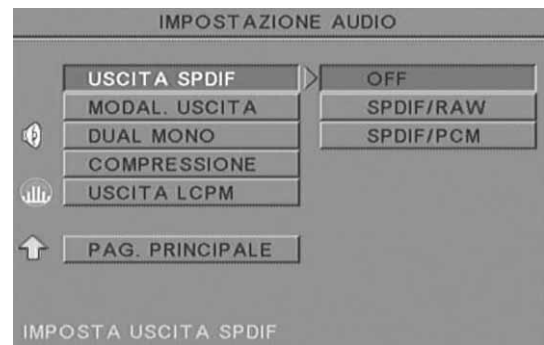 IMPOSTAZIONE AUDIO
USCITA SPDIF
OFF
MODAL. USCITA
SPDIF/RAW
DUAL MONO
SPDIF/PCM
COMPRESSIONE
USCITA LCPM
PAG. PRINCIPALE
IMPOSTA USCITA SPDIF